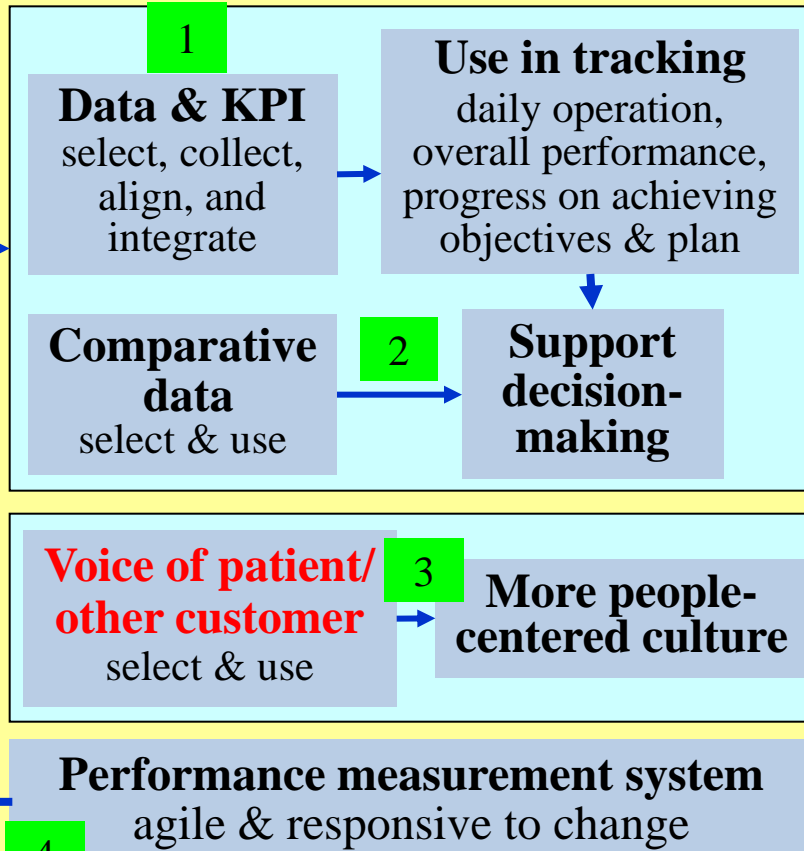 1
Data & KPI
select, collect,
align, and
integrate
Use in tracking
daily operation,
overall performance,
progress on achieving
objectives & plan
Comparative
data
select & use
2
Support
decision-
making
Voice of patient/
other customer
select & use
3
More people-
centered culture
Performance measurement system
agile & responsive to change
4